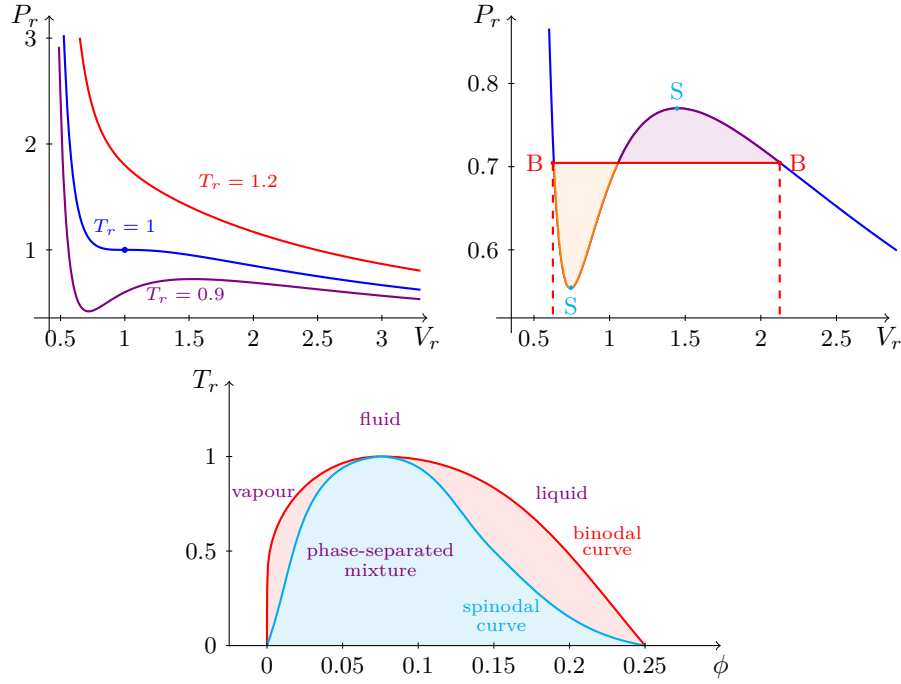 P_r
3
2
1
0.5 1 1.5 2 2.5 3 V_r
T_r = 1.2
T_r = 1
T_r = 0.9
P_r
0.8
0.7
0.6
0.5 1 1.5 2 2.5 V_r
S
B
B
S
T_r
1
0.5
0
0 0.05 0.1 0.15 0.2 0.25 ϕ
fluid
vapour
liquid
binodal
curve
phase-separated
mixture
spinodal
curve